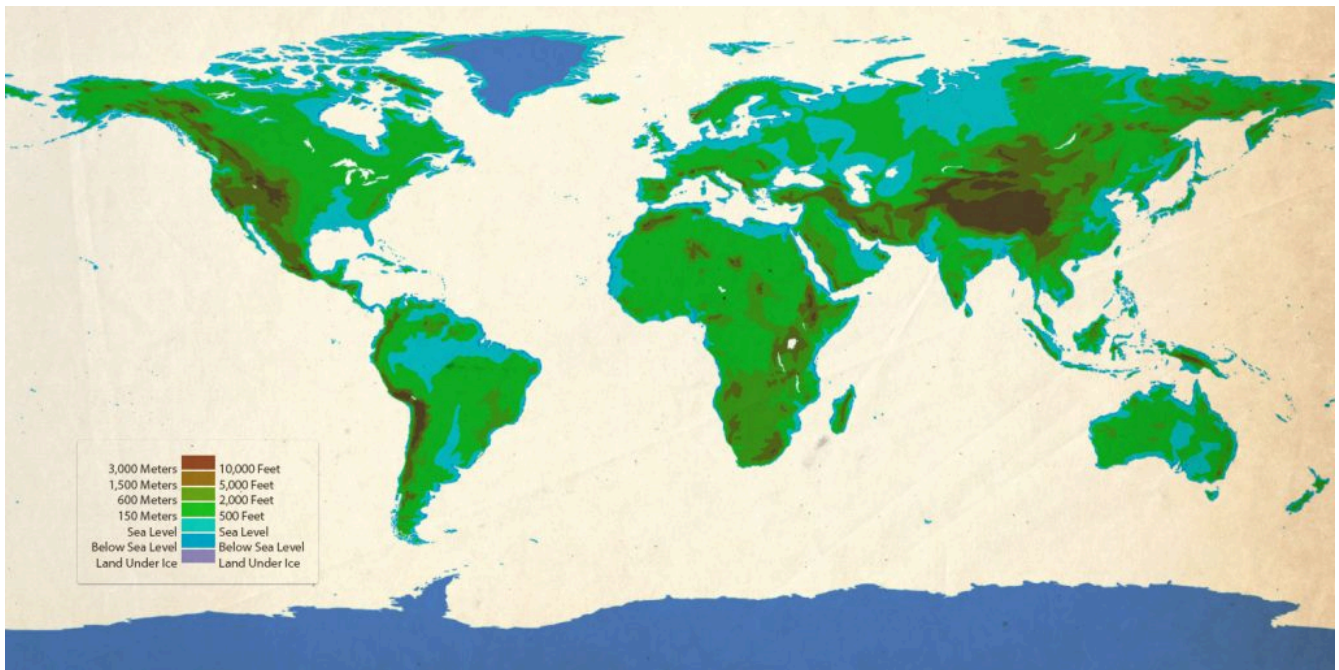 3,000 Meters 10,000 Feet
1,500 Meters 5,000 Feet
600 Meters 2,000 Feet
150 Meters 500 Feet
Sea Level Sea Level
Below Sea Level Below Sea Level
Land Under Ice Land Under Ice